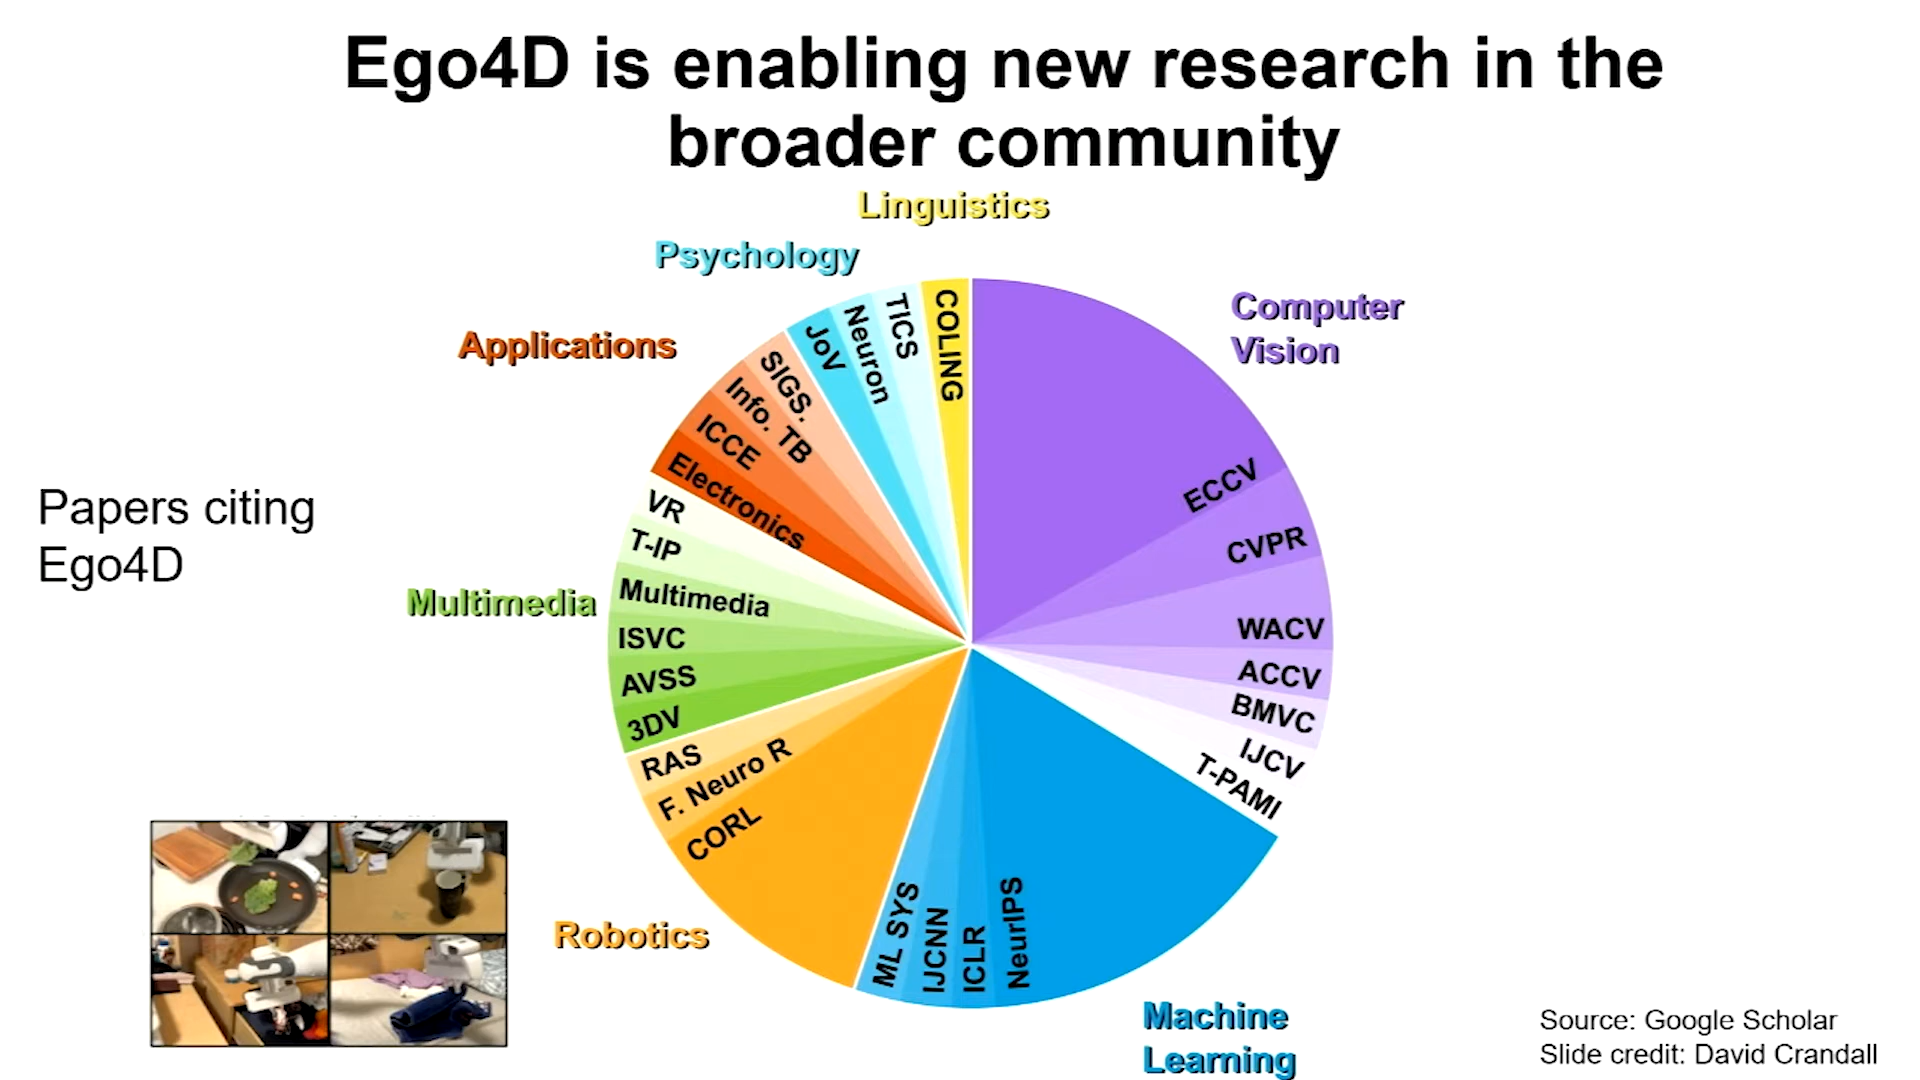 Ego4D is enabling new research in the
broader community
Linguistics
Psychology
Computer
Vision
Applications
Multimedia
Robotics
Machine
Learning
Papers citing
Ego4D
COLING
TICS
Neuron
JoV
SIGS.
Info. TB
ICCE
Electronics
VR
T-IP
Multimedia
ISVC
AVSS
3DV
RAS
F. Neuro R
CORL
ML SYS
IJCNN
ICLR
NeurIPS
T-PAMI
IJCV
BMVC
ACCV
WACV
CVPR
ECCV
Source: Google Scholar
Slide credit: David Crandall